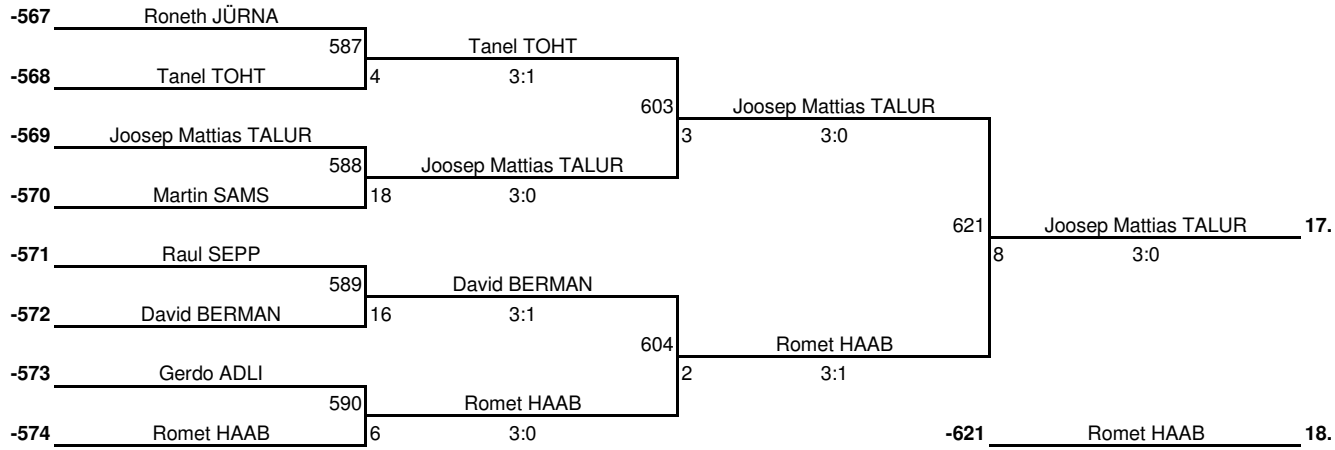 -567 Roneth JÜRNA
587 Tanel TOHT
-568 Tanel TOHT 4 3:1
603 Joosep Mattias TALUR
-569 Joosep Mattias TALUR 3 3:0
588 Joosep Mattias TALUR
-570 Martin SAMS 18 3:0
621 Joosep Mattias TALUR 17.
-571 Raul SEPP 8 3:0
589 David BERMAN
-572 David BERMAN 16 3:1
604 Romet HAAB
-573 Gerdo ADLI 2 3:1
590 Romet HAAB
-574 Romet HAAB 6 3:0 -621 Romet HAAB 18.